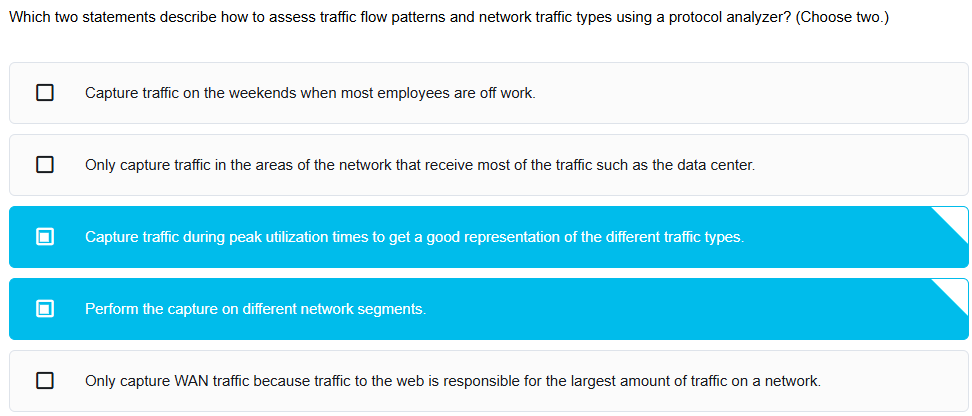 Which two statements describe how to assess traffic flow patterns and network traffic types using a protocol analyzer? (Choose two.)
Capture traffic on the weekends when most employees are off work.
Only capture traffic in the areas of the network that receive most of the traffic such as the data center.
Capture traffic during peak utilization times to get a good representation of the different traffic types.
Perform the capture on different network segments.
Only capture WAN traffic because traffic to the web is responsible for the largest amount of traffic on a network.